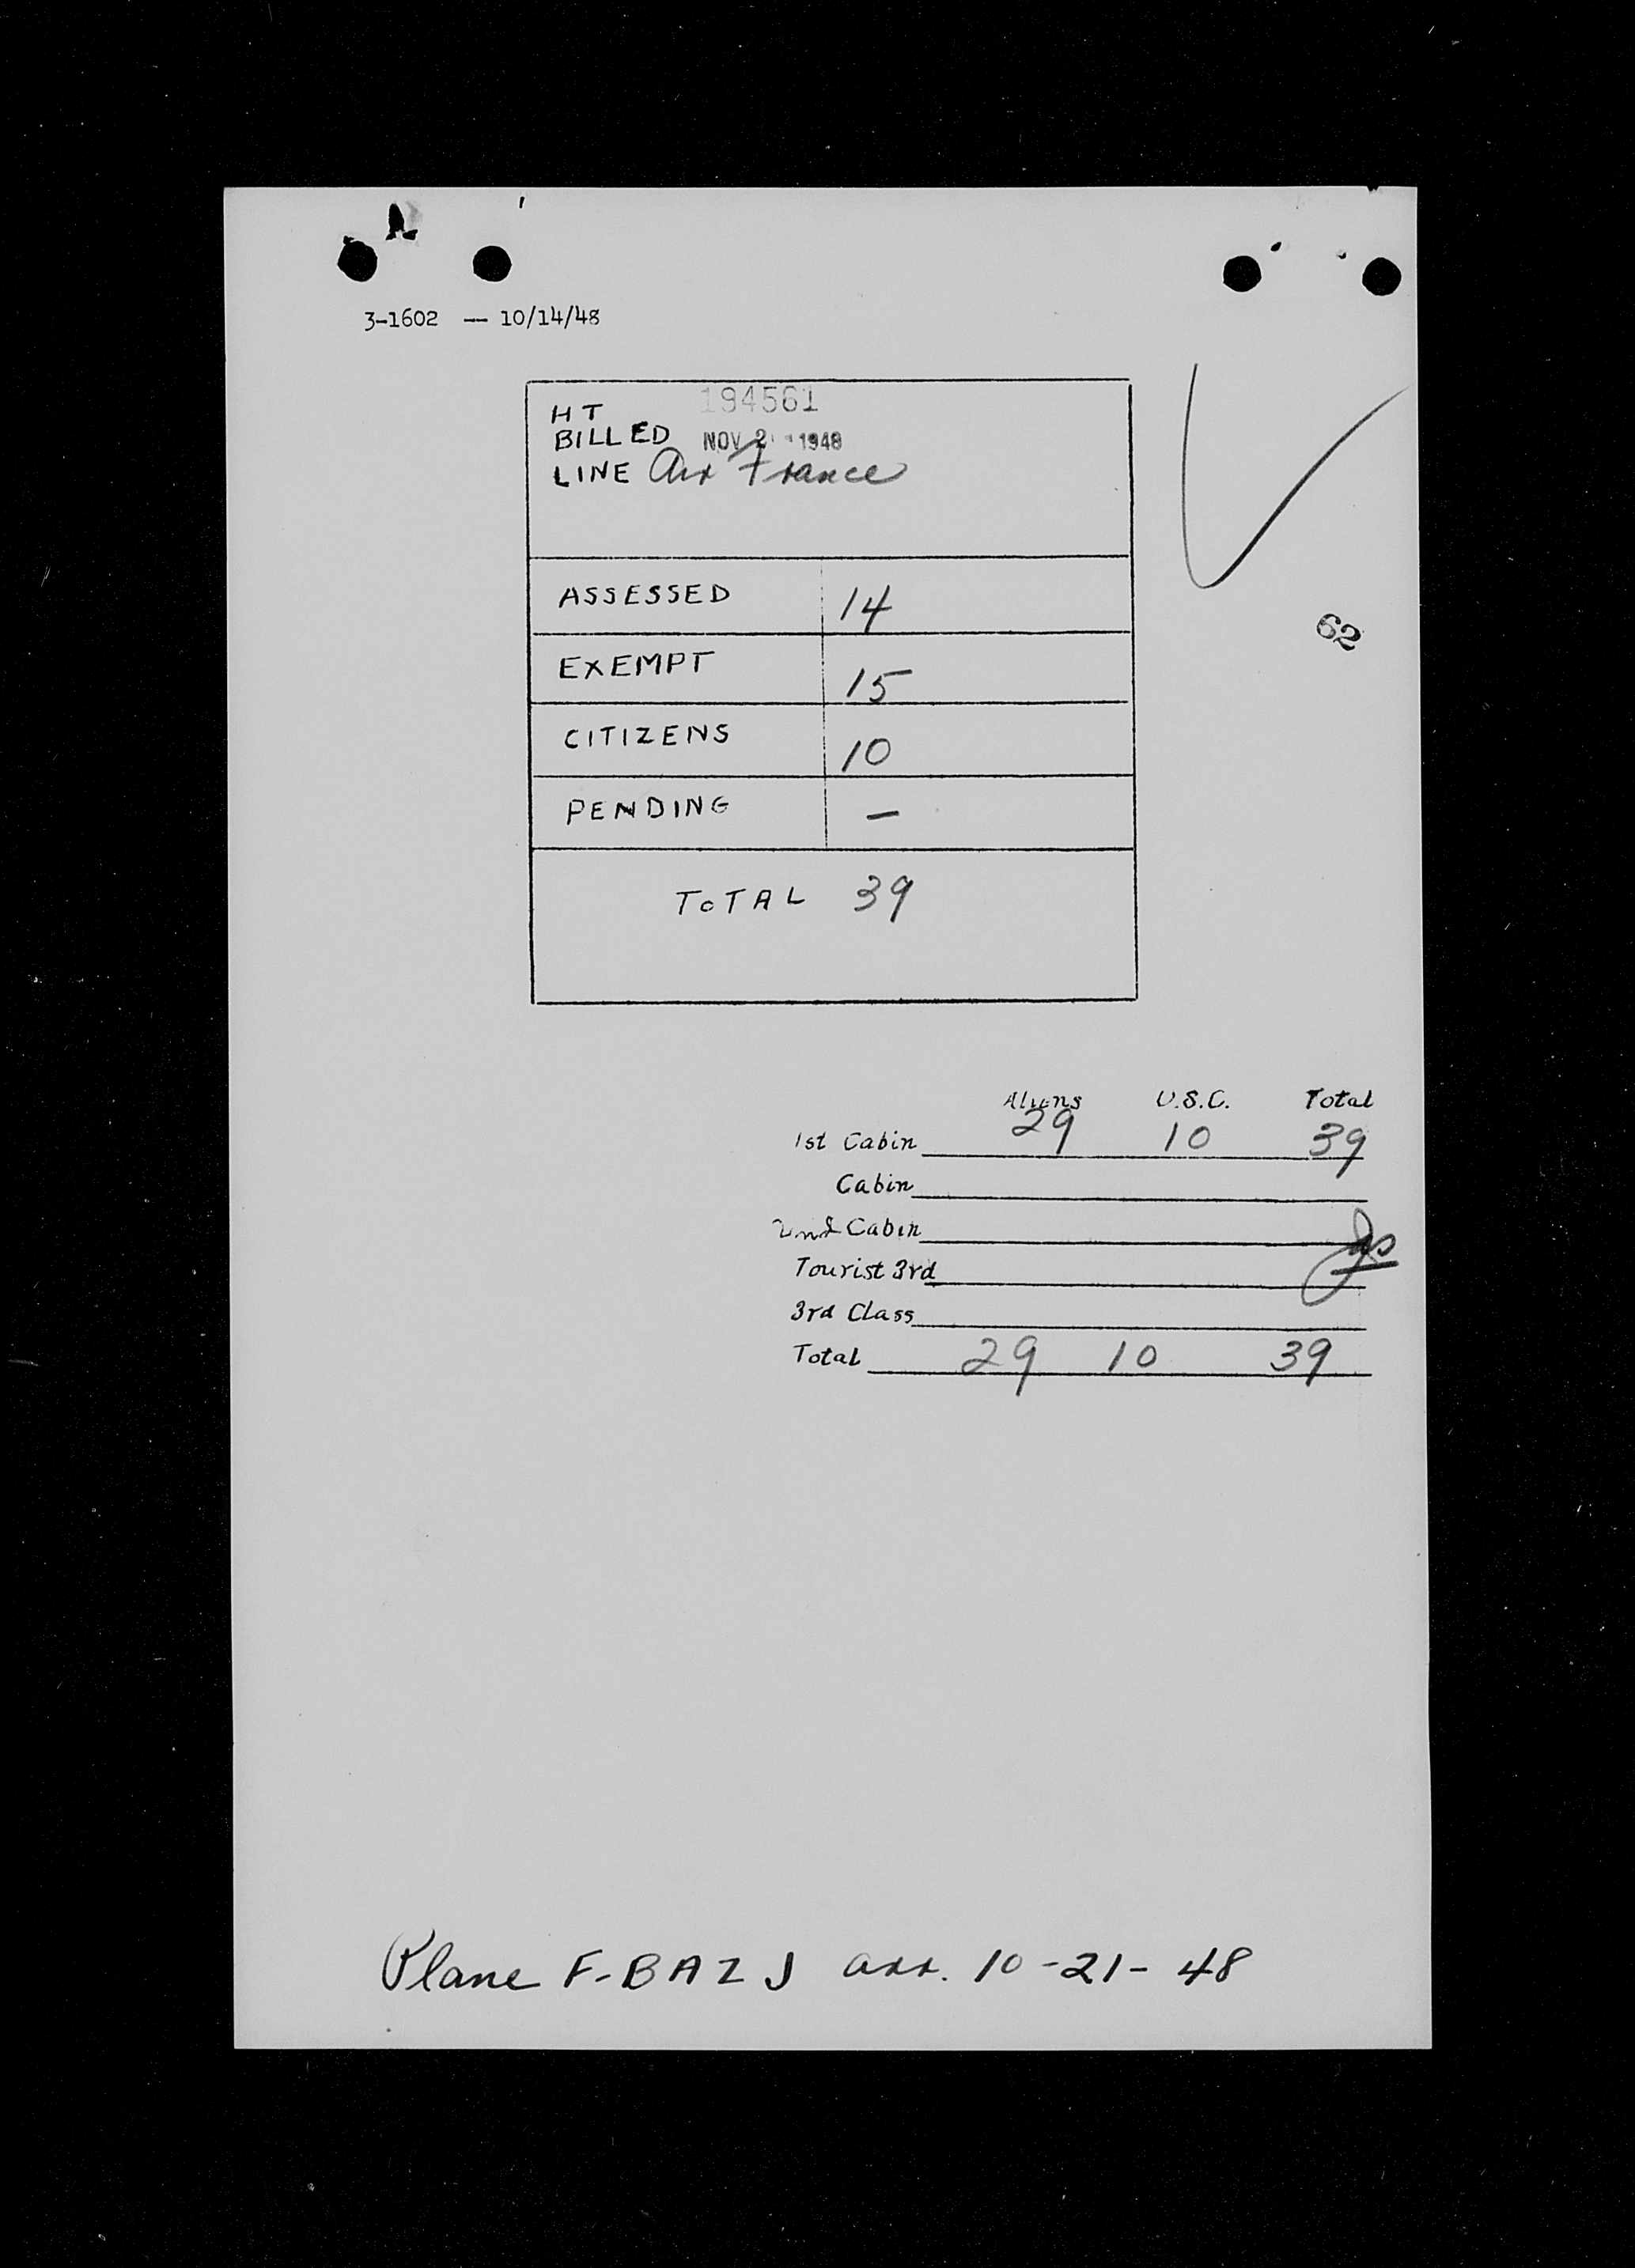 3-1602 — 10/14/48
194561
HT
BILLED NOV 2 1948
LINE Air France
ASSESSED 14
EXEMPT 15
CITIZENS 10
PENDING —
TOTAL 39
62
Aliens U.S.C. Total
1st Cabin 29 10 39
Cabin
2nd Cabin
Tourist 3rd
3rd Class
Total 29 10 39
Plane F-BAZJ arr. 10-21-48